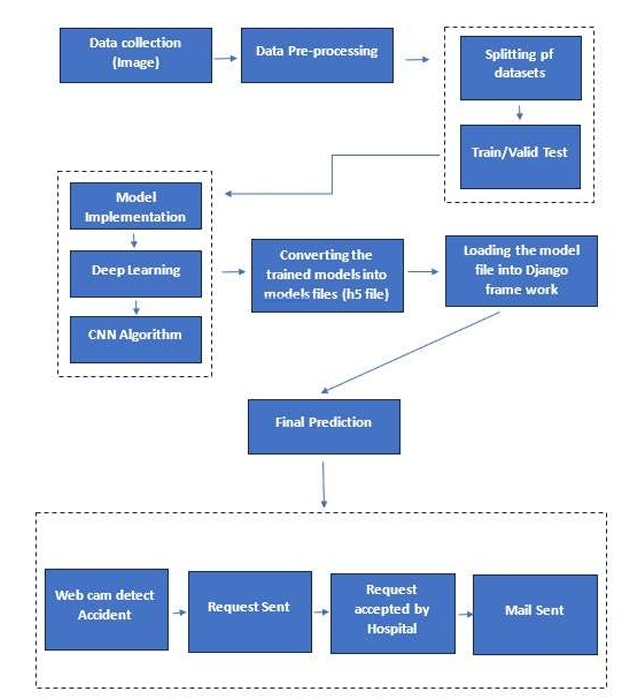 Data collection
(Image)
Data Pre-processing
Splitting pf
datasets
Train/Valid Test
Model
Implementation
Deep Learning
CNN Algorithm
Converting the
trained models into
models files (h5 file)
Loading the model
file into Django
frame work
Final Prediction
Web cam detect
Accident
Request Sent
Request
accepted by
Hospital
Mail Sent